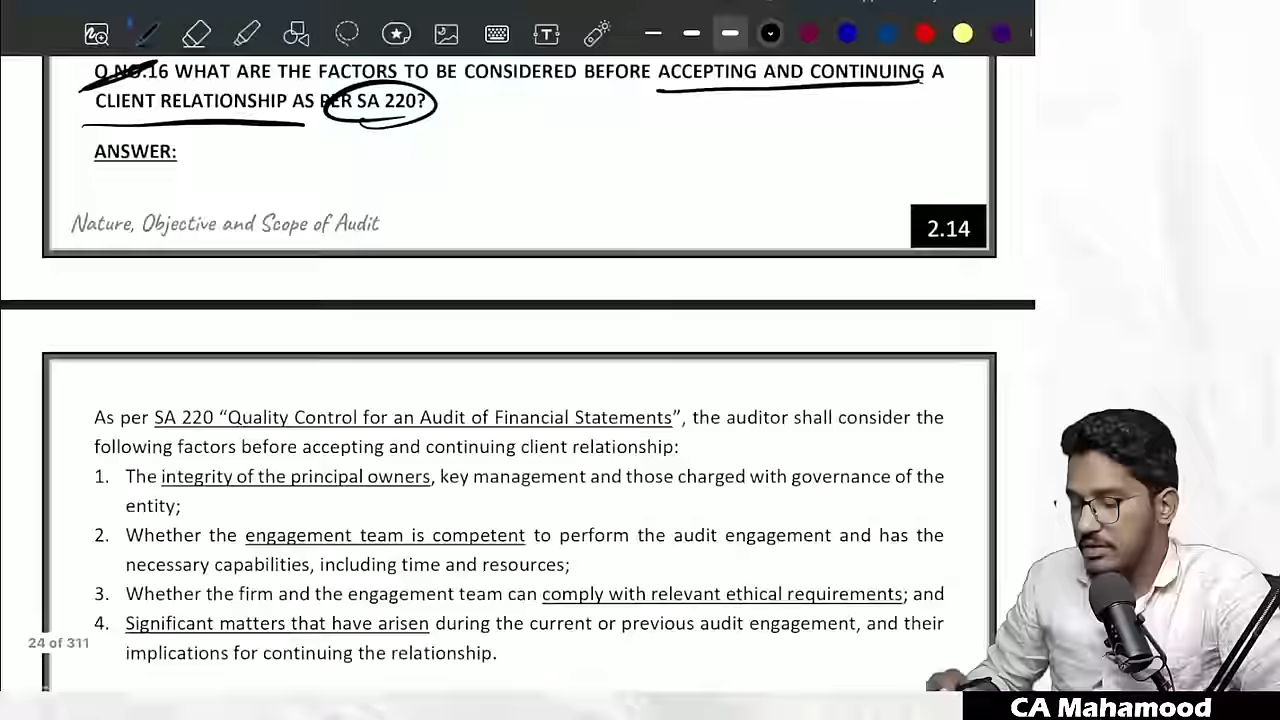 Q NO.16 WHAT ARE THE FACTORS TO BE CONSIDERED BEFORE ACCEPTING AND CONTINUING A
CLIENT RELATIONSHIP AS PER SA 220?
ANSWER:
Nature, Objective and Scope of Audit
2.14
As per SA 220 “Quality Control for an Audit of Financial Statements”, the auditor shall consider the
following factors before accepting and continuing client relationship:
1. The integrity of the principal owners, key management and those charged with governance of the
entity;
2. Whether the engagement team is competent to perform the audit engagement and has the
necessary capabilities, including time and resources;
3. Whether the firm and the engagement team can comply with relevant ethical requirements; and
4. Significant matters that have arisen during the current or previous audit engagement, and their
24 of 311
implications for continuing the relationship.
CA Mahamood